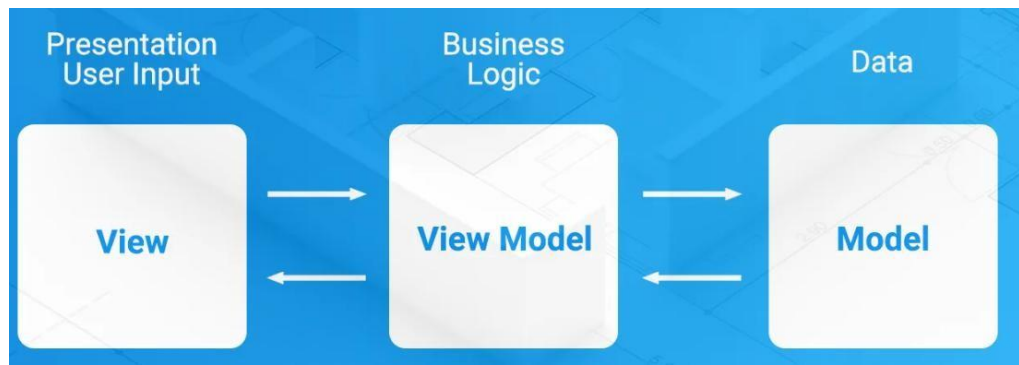 Presentation
User Input
Business
Logic
Data
View
View Model
Model